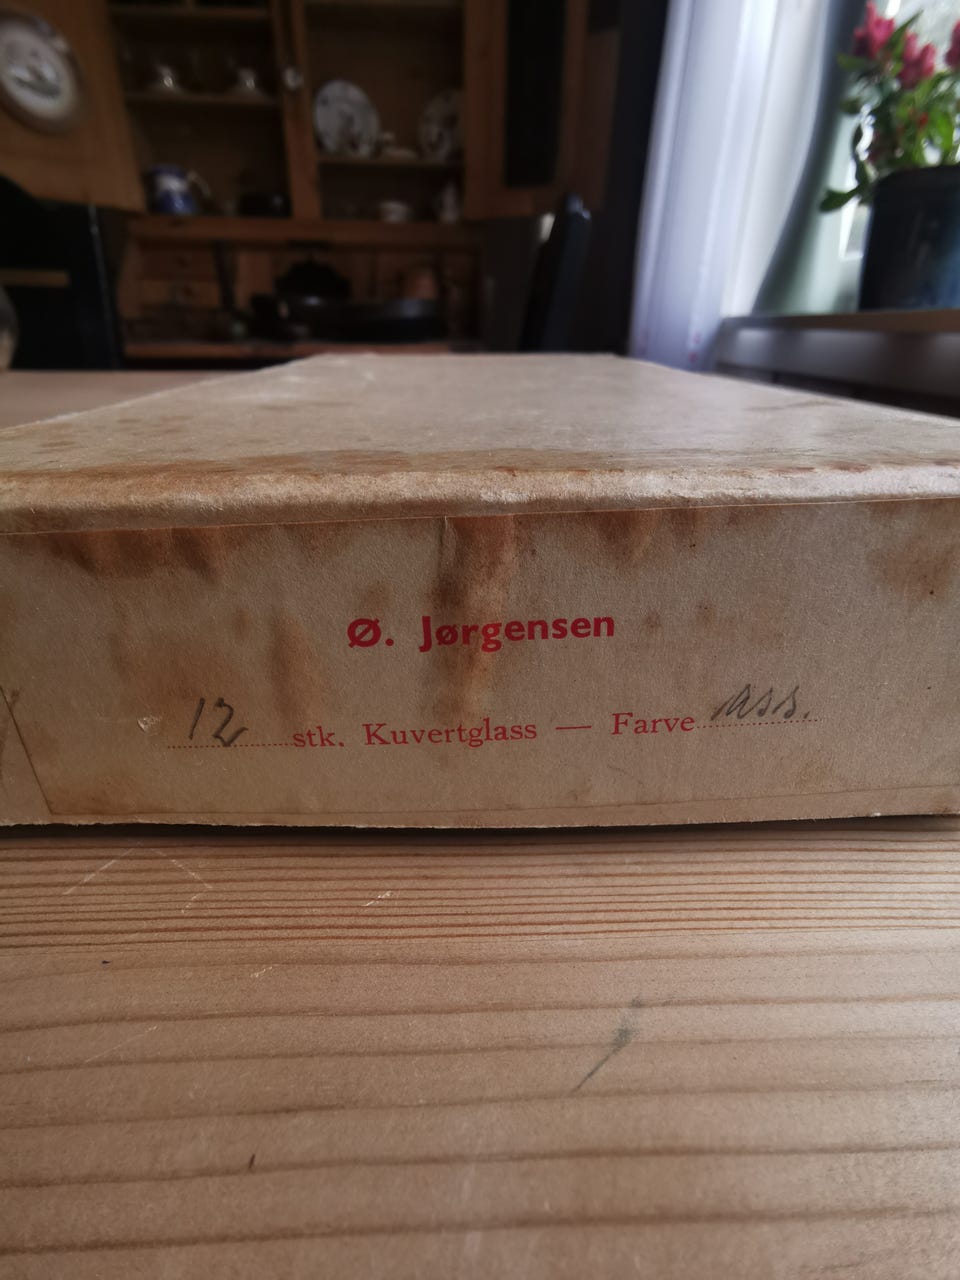 Ø. Jørgensen
12 stk. Kuvertglass — Farve ass.